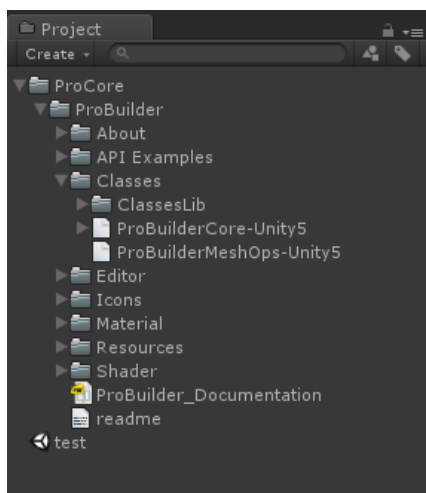 Project
Create
ProCore
ProBuilder
About
API Examples
Classes
ClassesLib
ProBuilderCore-Unity5
ProBuilderMeshOps-Unity5
Editor
Icons
Material
Resources
Shader
ProBuilder_Documentation
readme
test